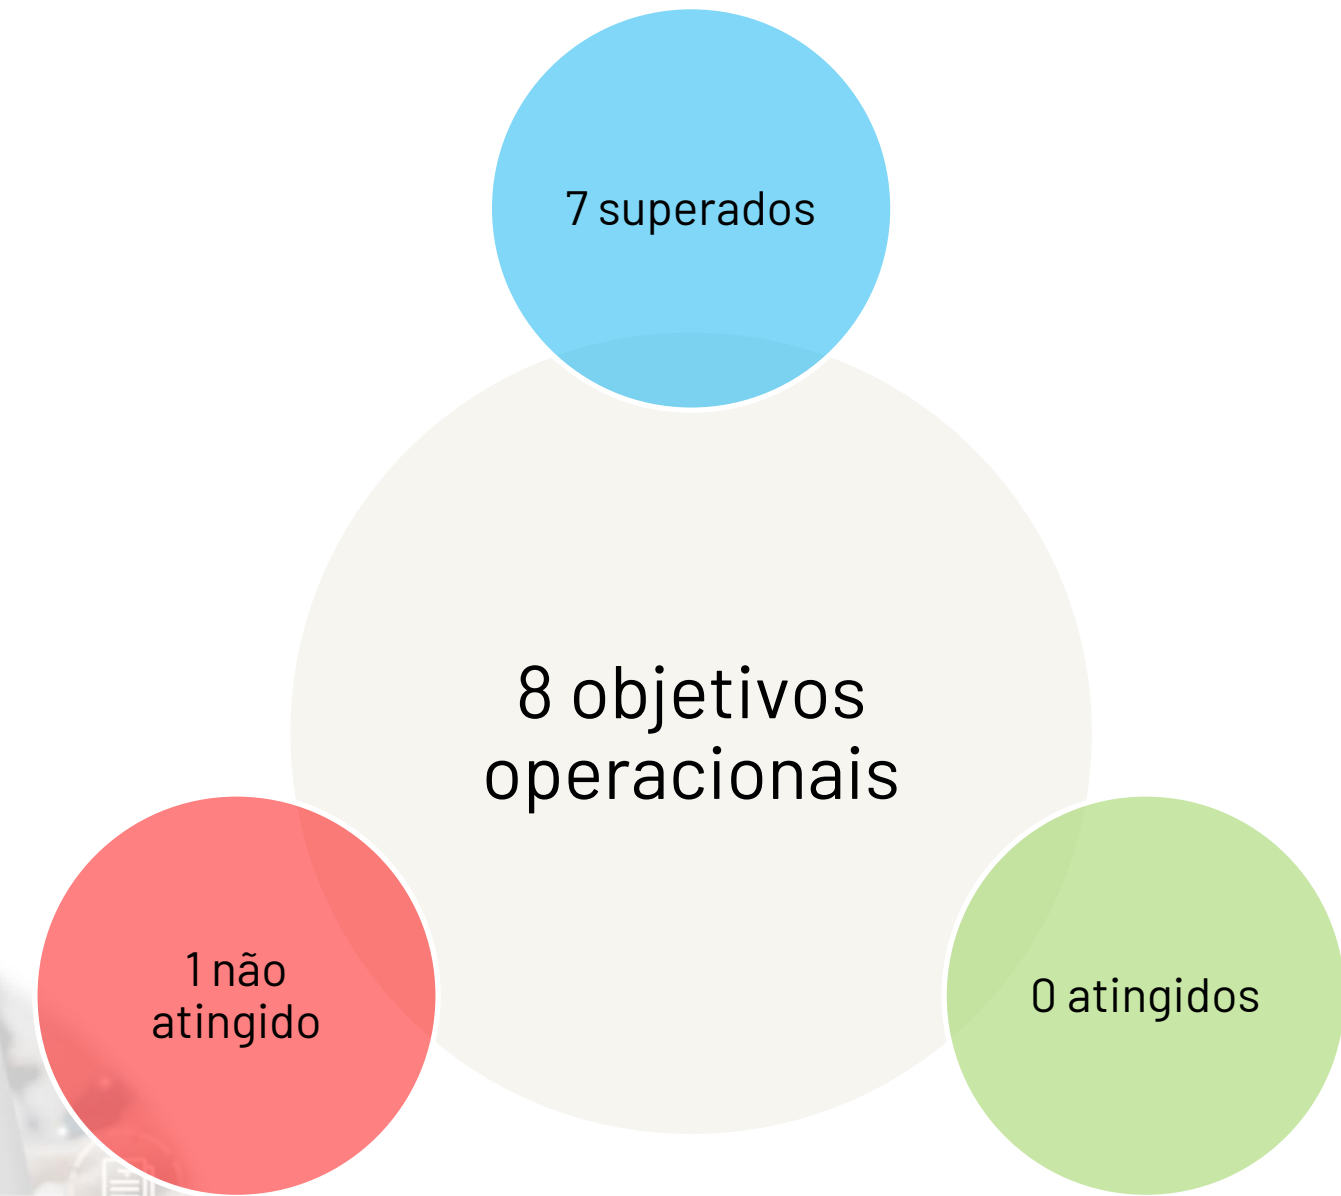 7 superados
8 objetivos
operacionais
1 não
atingido
0 atingidos